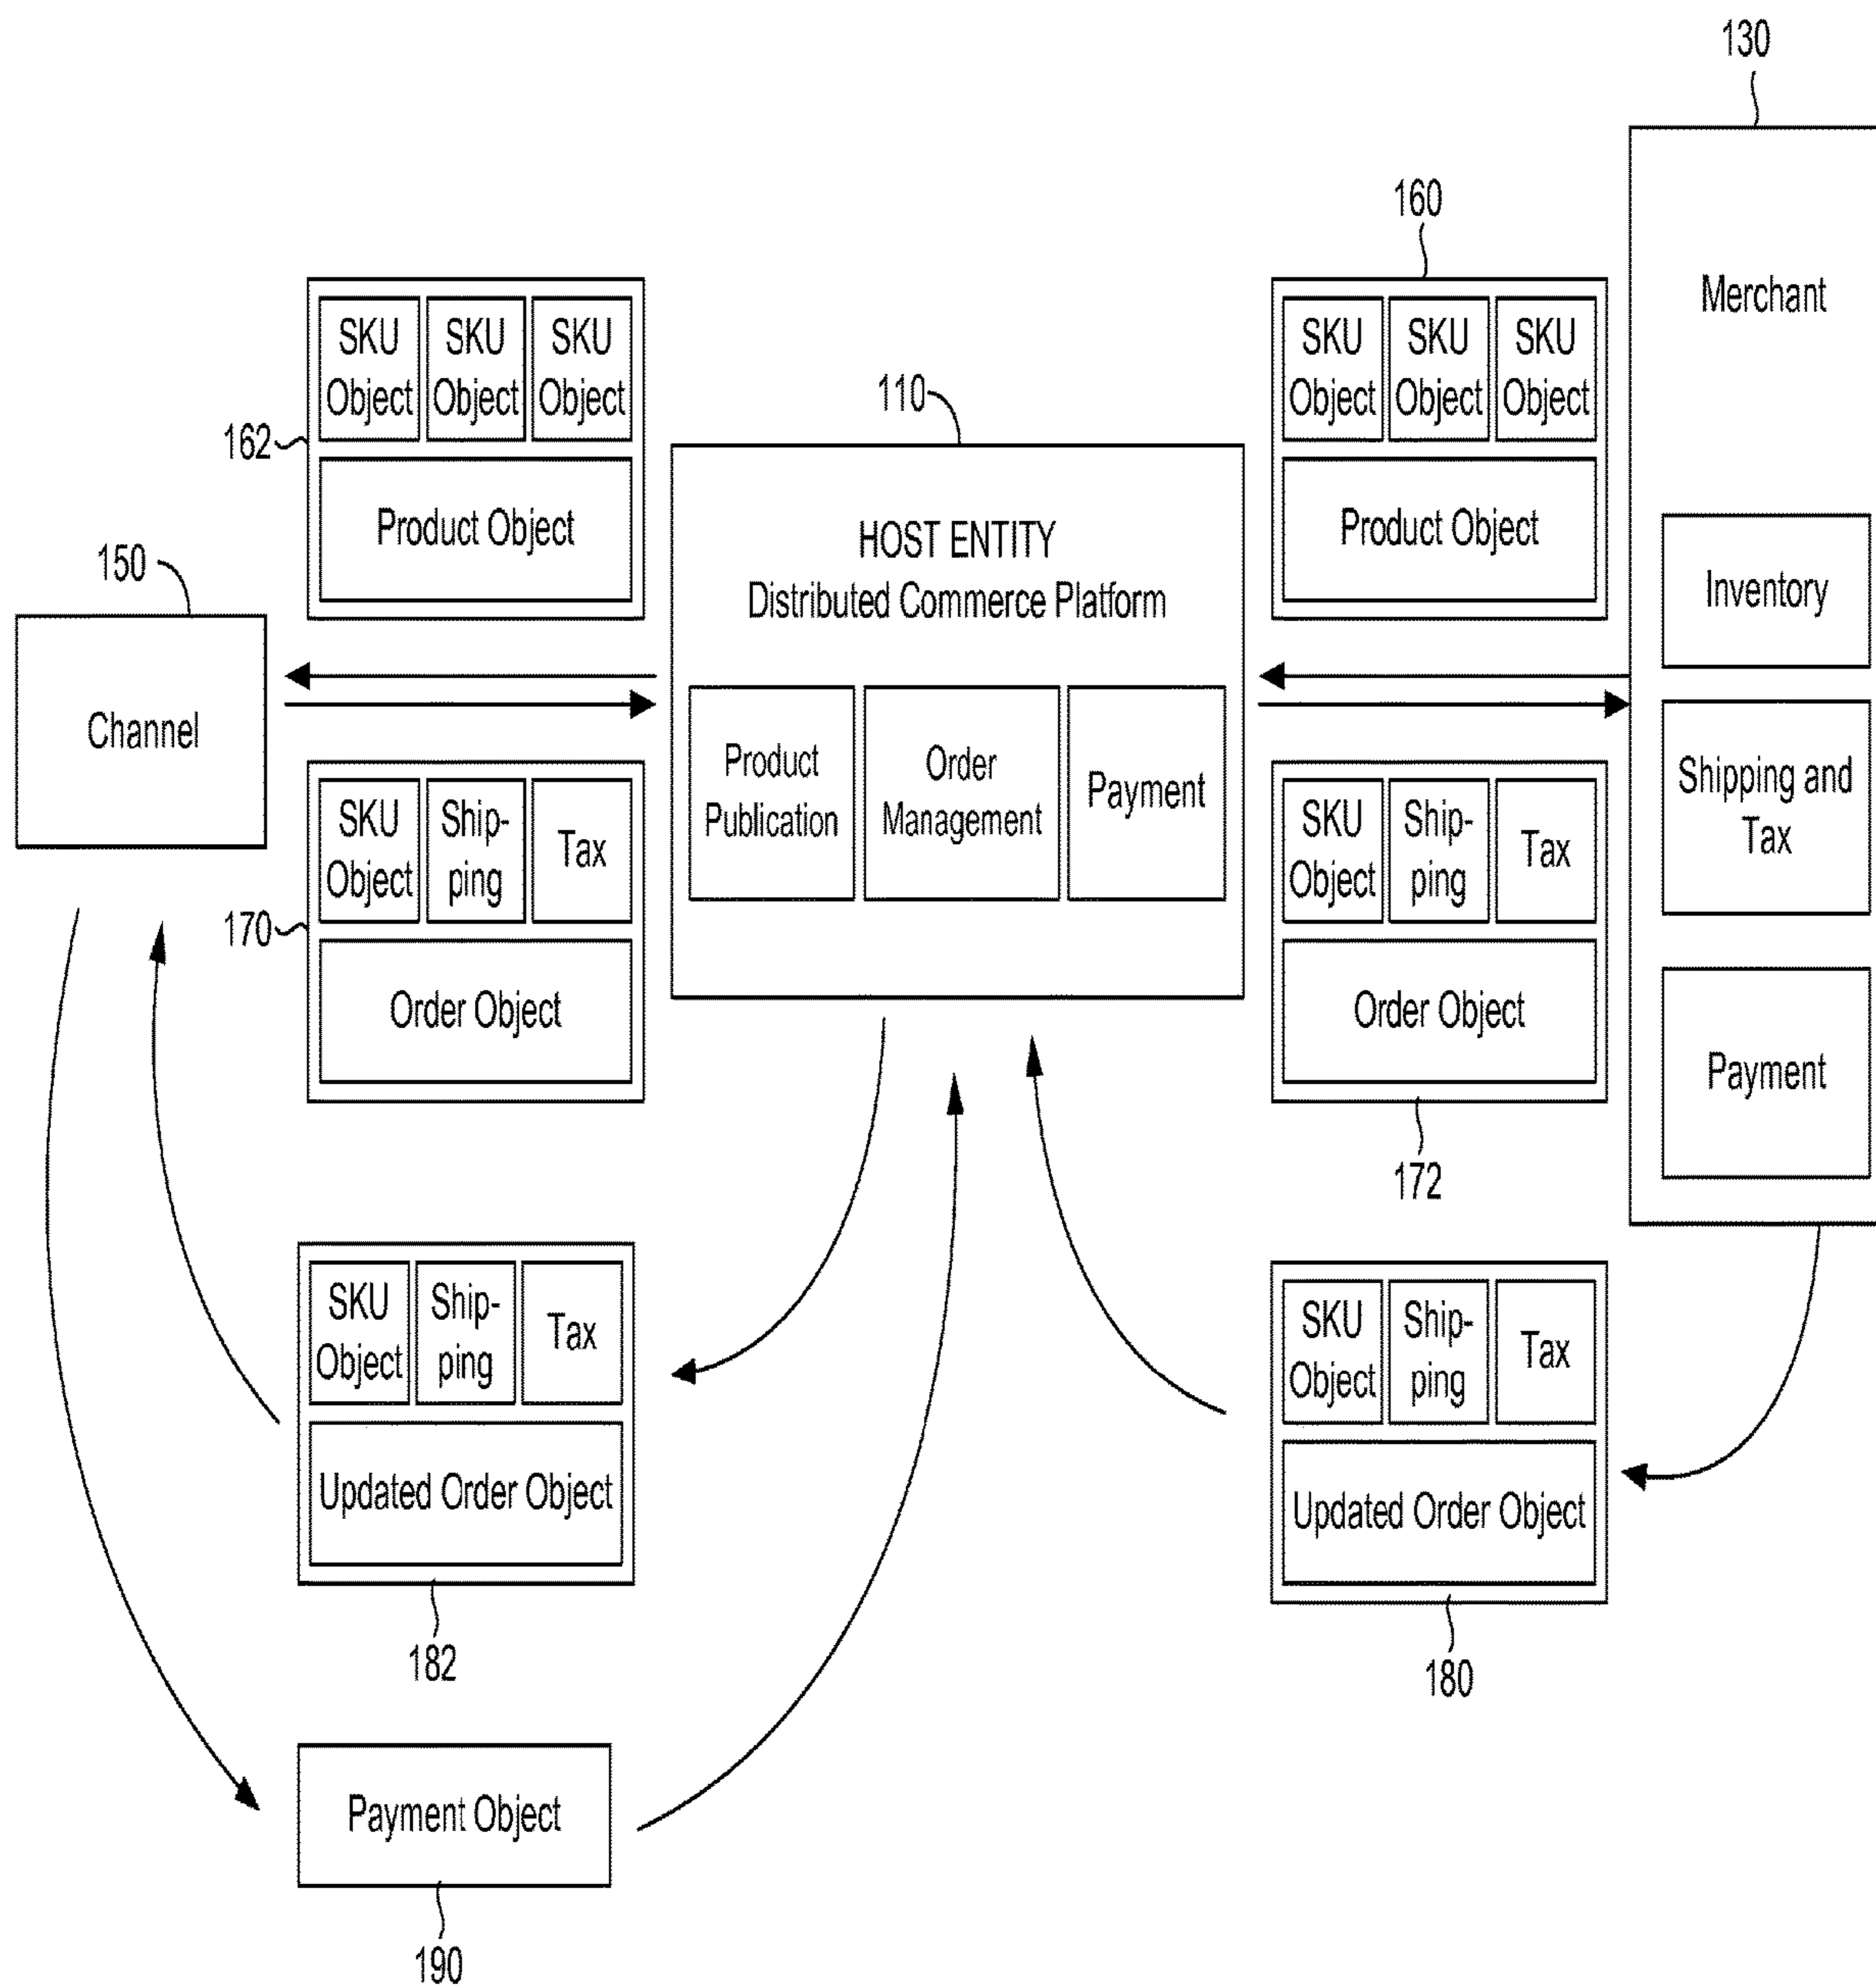 130
160
Merchant
SKU Object
SKU Object
SKU Object
162
Product Object
110
SKU Object
SKU Object
SKU Object
Product Object
HOST ENTITY
Distributed Commerce Platform
Product
Publication
Order
Management
Payment
150
Channel
Inventory
Shipping and
Tax
Payment
SKU
Object
Ship-
ping
Tax
170
Order Object
SKU
Object
Ship-
ping
Tax
Order Object
172
SKU
Object
Ship-
ping
Tax
Updated Order Object
182
SKU
Object
Ship-
ping
Tax
Updated Order Object
180
Payment Object
190